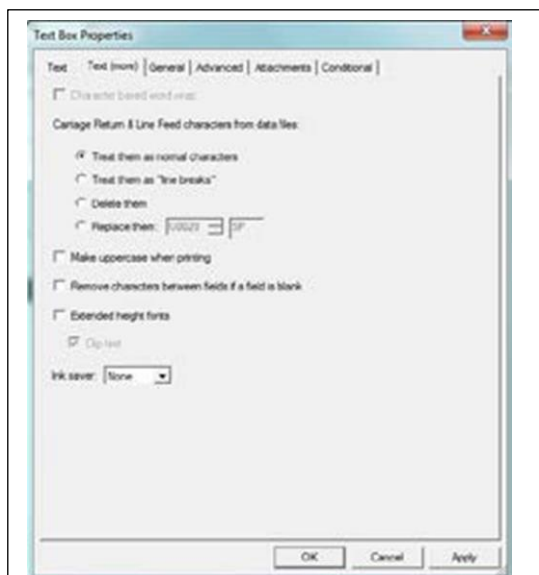 Text Box Properties
Text Text (more) General Advanced Attachments Conditional
Character based word wrap
Carriage Return & Line Feed characters from data files:
Treat them as normal characters
Treat them as "line breaks"
Delete them
Replace them: U0020 SP
Make uppercase when printing
Remove characters between fields if a field is blank
Extended height fonts
Clip text
Ink saver: None
OK Cancel Apply